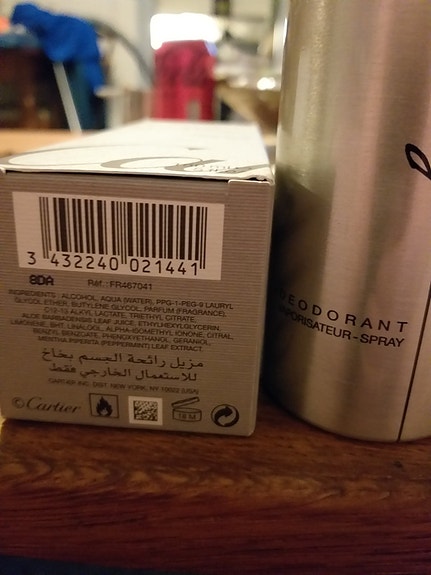 3 432240 021441
8DA
Réf.: FR467041
INGREDIENTS: ALCOHOL, AQUA (WATER), PPG-1-PEG-9 LAURYL
GLYCOL ETHER, BUTYLENE GLYCOL, PARFUM (FRAGRANCE),
C12-13 ALKYL LACTATE, TRIETHYL CITRATE,
ALOE BARBADENSIS LEAF JUICE, ETHYLHEXYLGLYCERIN,
LIMONENE, BHT, LINALOOL, ALPHA-ISOMETHYL IONONE, CITRAL,
BENZYL BENZOATE, PHENOXYETHANOL, GERANIOL,
MENTHA PIPERITA (PEPPERMINT) LEAF EXTRACT.
مزيل رائحة الجسم بخاخ
للاستعمال الخارجي فقط
CARTIER INC. DIST. NEW YORK, NY 10022 (USA)
©Cartier
DEODORANT
VAPORISATEUR-SPRAY